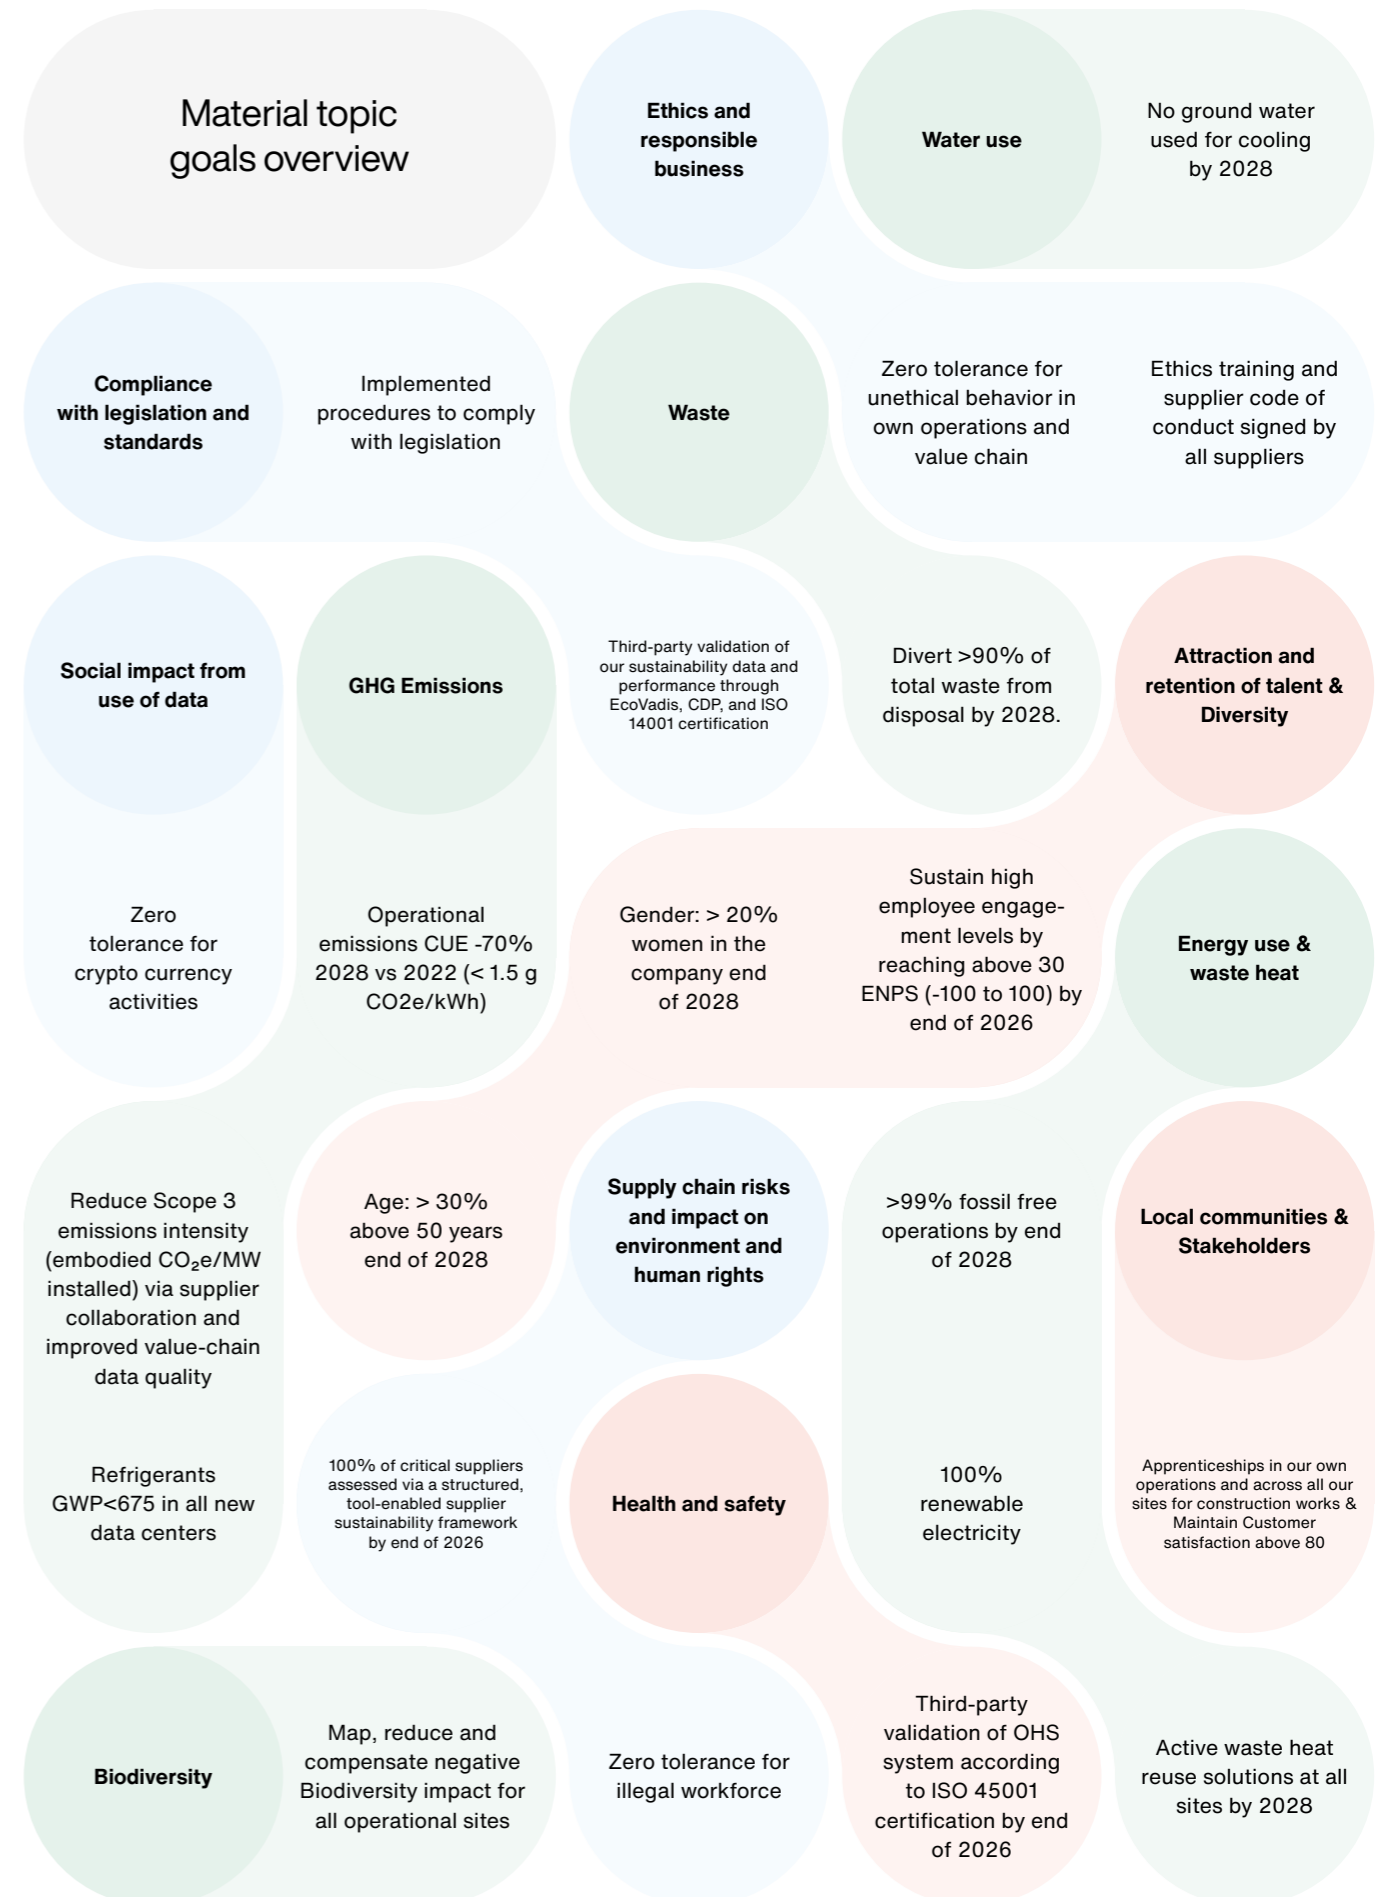 Material topic
goals overview
Ethics and
responsible
business
Water use
No ground water
used for cooling
by 2028
Compliance
with legislation and
standards
Implemented
procedures to comply
with legislation
Waste
Zero tolerance for
unethical behavior in
own operations and
value chain
Ethics training and
supplier code of
conduct signed by
all suppliers
Social impact from
use of data
GHG Emissions
Third-party validation of
our sustainability data and
performance through
EcoVadis, CDP, and ISO
14001 certification
Divert >90% of
total waste from
disposal by 2028.
Attraction and
retention of talent &
Diversity
Zero
tolerance for
crypto currency
activities
Operational
emissions CUE -70%
2028 vs 2022 (< 1.5 g
CO2e/kWh)
Gender: > 20%
women in the
company end
of 2028
Sustain high
employee engage-
ment levels by
reaching above 30
ENPS (-100 to 100) by
end of 2026
Energy use &
waste heat
Reduce Scope 3
emissions intensity
(embodied CO₂e/MW
installed) via supplier
collaboration and
improved value-chain
data quality
Age: > 30%
above 50 years
end of 2028
Supply chain risks
and impact on
environment and
human rights
>99% fossil free
operations by end
of 2028
Local communities &
Stakeholders
Refrigerants
GWP<675 in all new
data centers
100% of critical suppliers
assessed via a structured,
tool-enabled supplier
sustainability framework
by end of 2026
Health and safety
100%
renewable
electricity
Apprenticeships in our own
operations and across all our
sites for construction works &
Maintain Customer
satisfaction above 80
Biodiversity
Map, reduce and
compensate negative
Biodiversity impact for
all operational sites
Zero tolerance for
illegal workforce
Third-party
validation of OHS
system according
to ISO 45001
certification by end
of 2026
Active waste heat
reuse solutions at all
sites by 2028